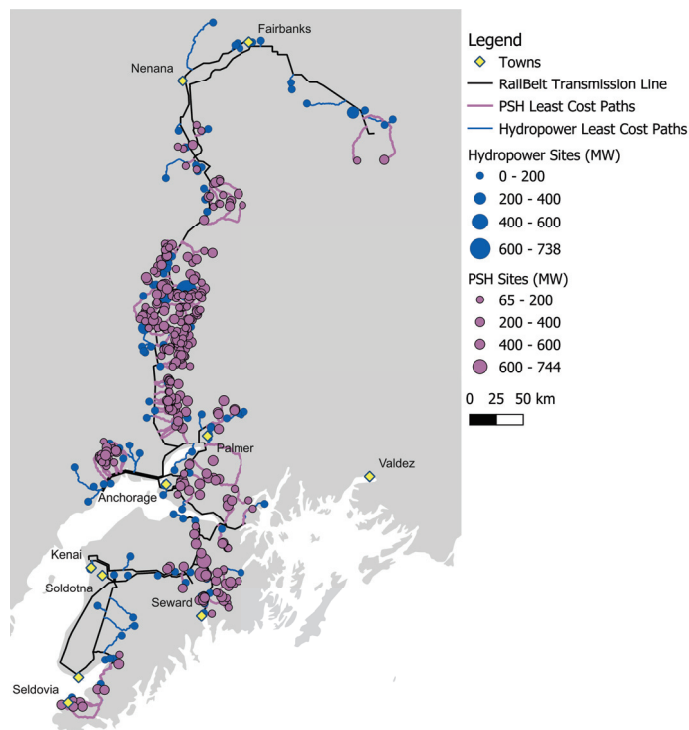 Fairbanks
Nenana
Palmer
Valdez
Anchorage
Kenai
Soldotna
Seward
Seldovia
Legend
Towns
RailBelt Transmission Line
PSH Least Cost Paths
Hydropower Least Cost Paths
Hydropower Sites (MW)
0 - 200
200 - 400
400 - 600
600 - 738
PSH Sites (MW)
65 - 200
200 - 400
400 - 600
600 - 744
0 25 50 km